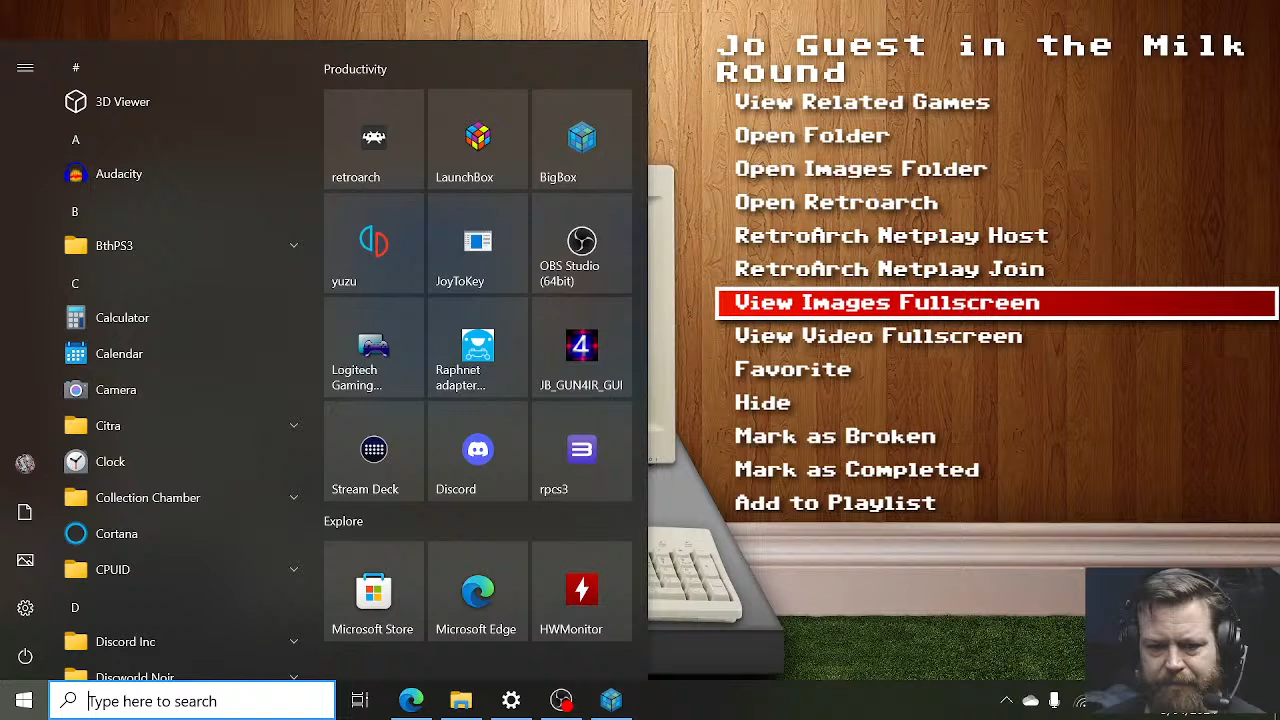 #
3D Viewer
A
Audacity
B
BthPS3
C
Calculator
Calendar
Camera
Citra
Clock
Collection Chamber
Cortana
CPUID
D
Discord Inc
Discworld Noir
Productivity
retroarch
LaunchBox
BigBox
yuzu
JoyToKey
OBS Studio
(64bit)
Logitech
Gaming...
Raphnet
adapter...
4
JB_GUN4IR_GUI
Stream Deck
Discord
rpcs3
Explore
Microsoft Store
Microsoft Edge
HWMonitor
Type here to search
Jo Guest in the Milk
Round
View Related Games
Open Folder
Open Images Folder
Open Retroarch
RetroArch Netplay Host
RetroArch Netplay Join
View Images Fullscreen
View Video Fullscreen
Favorite
Hide
Mark as Broken
Mark as Completed
Add to Playlist